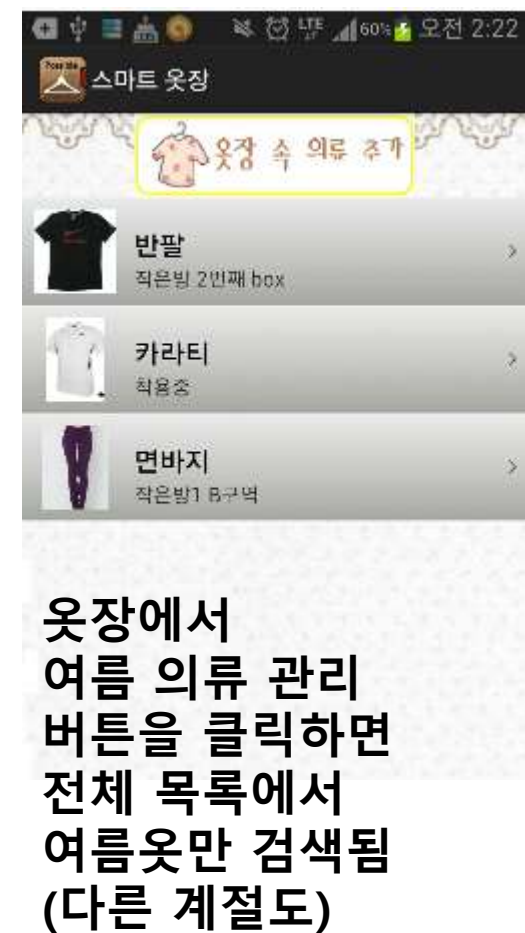 LTE 60% 오전 2:22
스마트 옷장
옷장 속 의류 추가
반팔
작은방 2번째 box
카라티
착용중
면바지
작은방1 B구역
옷장에서
여름 의류 관리
버튼을 클릭하면
전체 목록에서
여름옷만 검색됨
(다른 계절도)